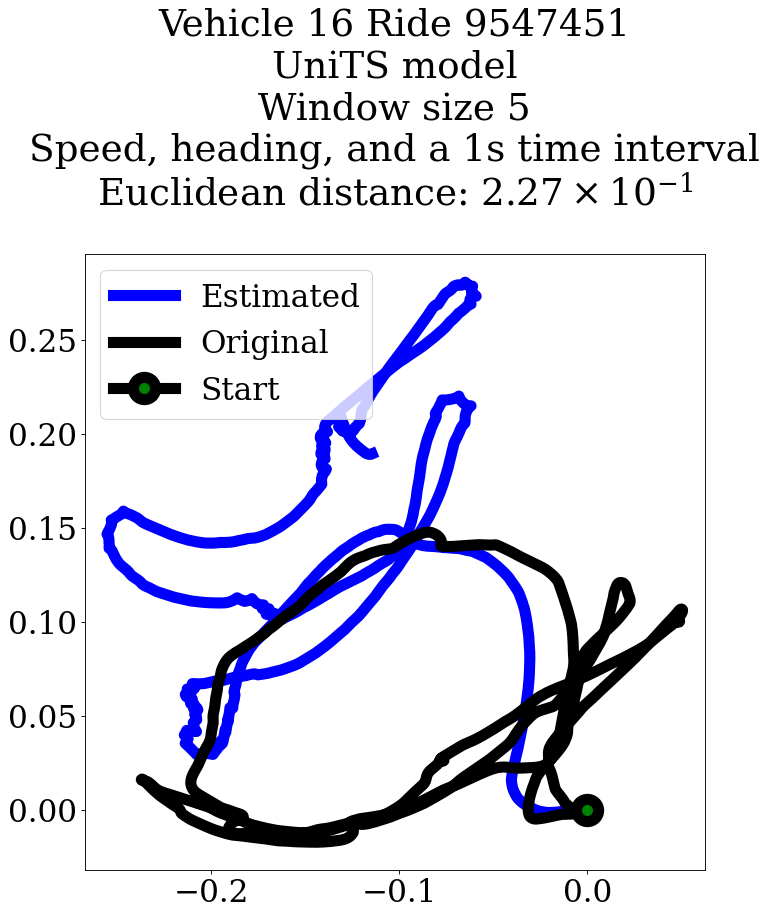 Vehicle 16 Ride 9547451
UniTS model
Window size 5
Speed, heading, and a 1s time interval
Euclidean distance: 2.27 × 10⁻¹
Estimated
Original
Start
0.25
0.20
0.15
0.10
0.05
0.00
−0.2 −0.1 0.0